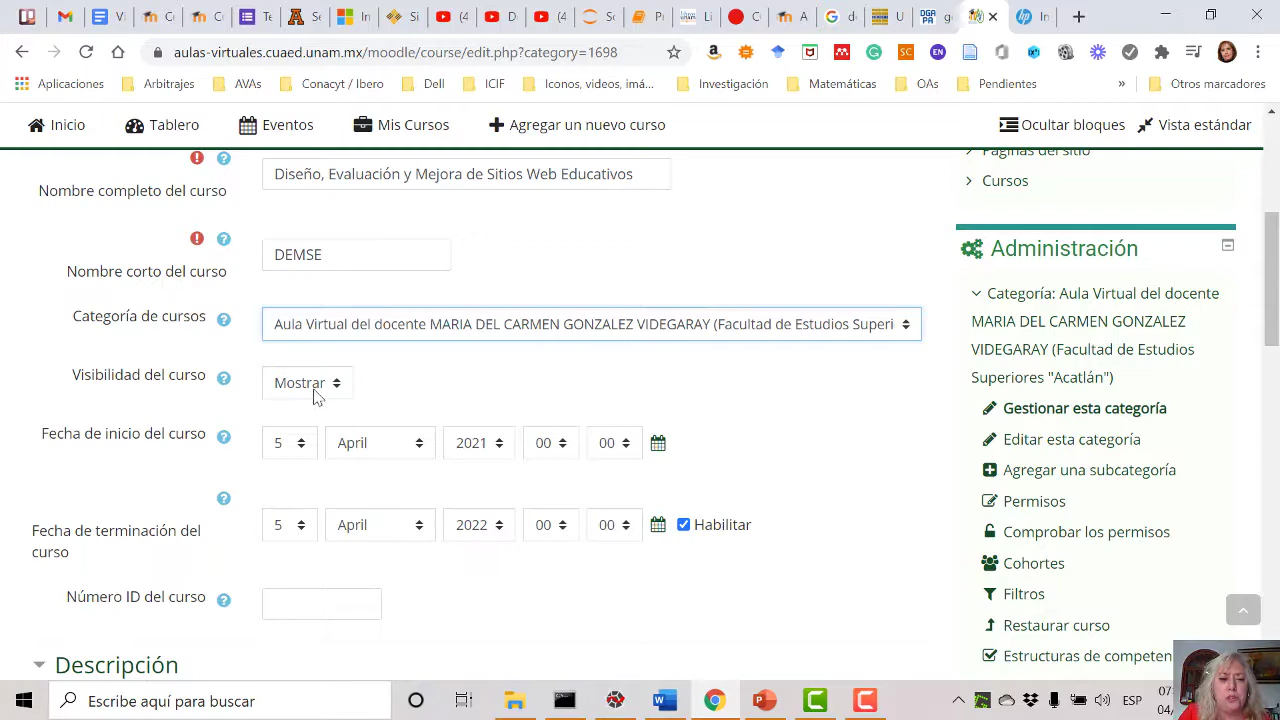 aulas-virtuales.cuaed.unam.mx/moodle/course/edit.php?category=1698
Aplicaciones Arbitrajes AVAs Conacyt / Ibero Dell ICIF Iconos, videos, imá... Investigación Matemáticas OAs Pendientes » Otros marcadores
Inicio Tablero Eventos Mis Cursos Agregar un nuevo curso Ocultar bloques Vista estándar
Nombre completo del curso
Diseño, Evaluación y Mejora de Sitios Web Educativos
Nombre corto del curso
DEMSE
Categoría de cursos
Aula Virtual del docente MARIA DEL CARMEN GONZALEZ VIDEGARAY (Facultad de Estudios Superi
Visibilidad del curso
Mostrar
Fecha de inicio del curso
5 April 2021 00 00
Fecha de terminación del
curso
5 April 2022 00 00 Habilitar
Número ID del curso
Descripción
Páginas del sitio
Cursos
Administración
Categoría: Aula Virtual del docente
MARIA DEL CARMEN GONZALEZ
VIDEGARAY (Facultad de Estudios
Superiores "Acatlán")
Gestionar esta categoría
Editar esta categoría
Agregar una subcategoría
Permisos
Comprobar los permisos
Cohortes
Filtros
Restaurar curso
Estructuras de competen
Escribe aquí para buscar
ESP